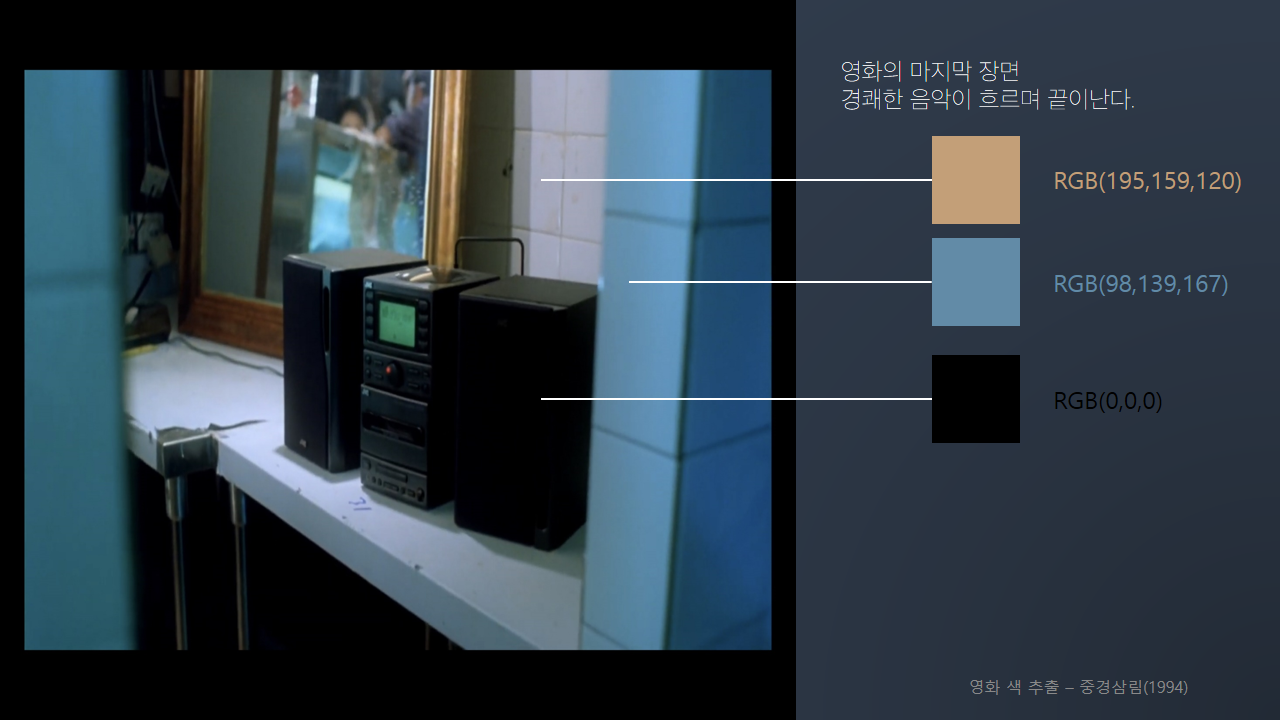 영화의 마지막 장면
경쾌한 음악이 흐르며 끝이난다.
RGB(195,159,120)
RGB(98,139,167)
RGB(0,0,0)
영화 색 추출 – 중경삼림(1994)
JVC